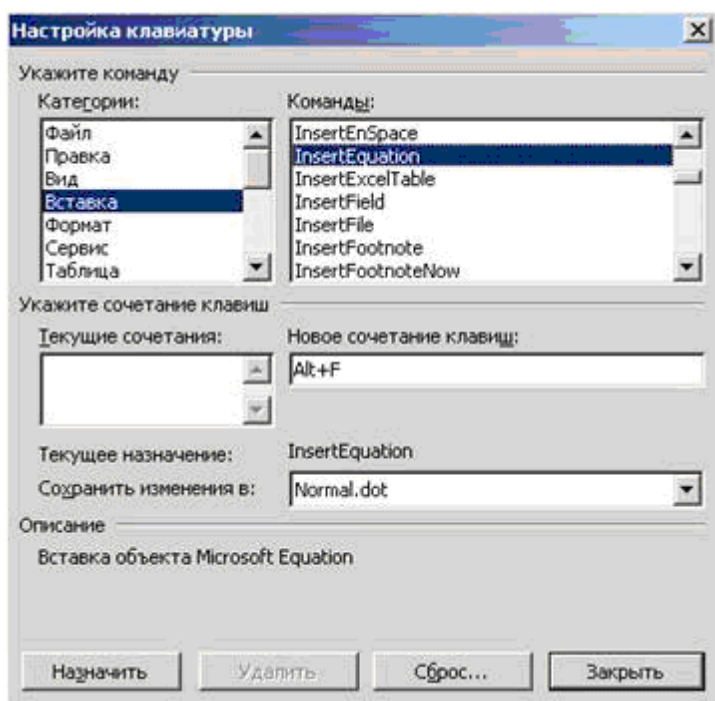 Настройка клавиатуры
Укажите команду
Категории: Команды:
Файл InsertEnSpace
Правка InsertEquation
Вид InsertExcelTable
Вставка InsertField
Формат InsertFile
Сервис InsertFootnote
Таблица InsertFootnoteNow
Укажите сочетание клавиш
Текущие сочетания: Новое сочетание клавиш:
Alt+F
Текущее назначение: InsertEquation
Сохранить изменения в: Normal.dot
Описание
Вставка объекта Microsoft Equation
Назначить Удалить Сброс... Закрыть